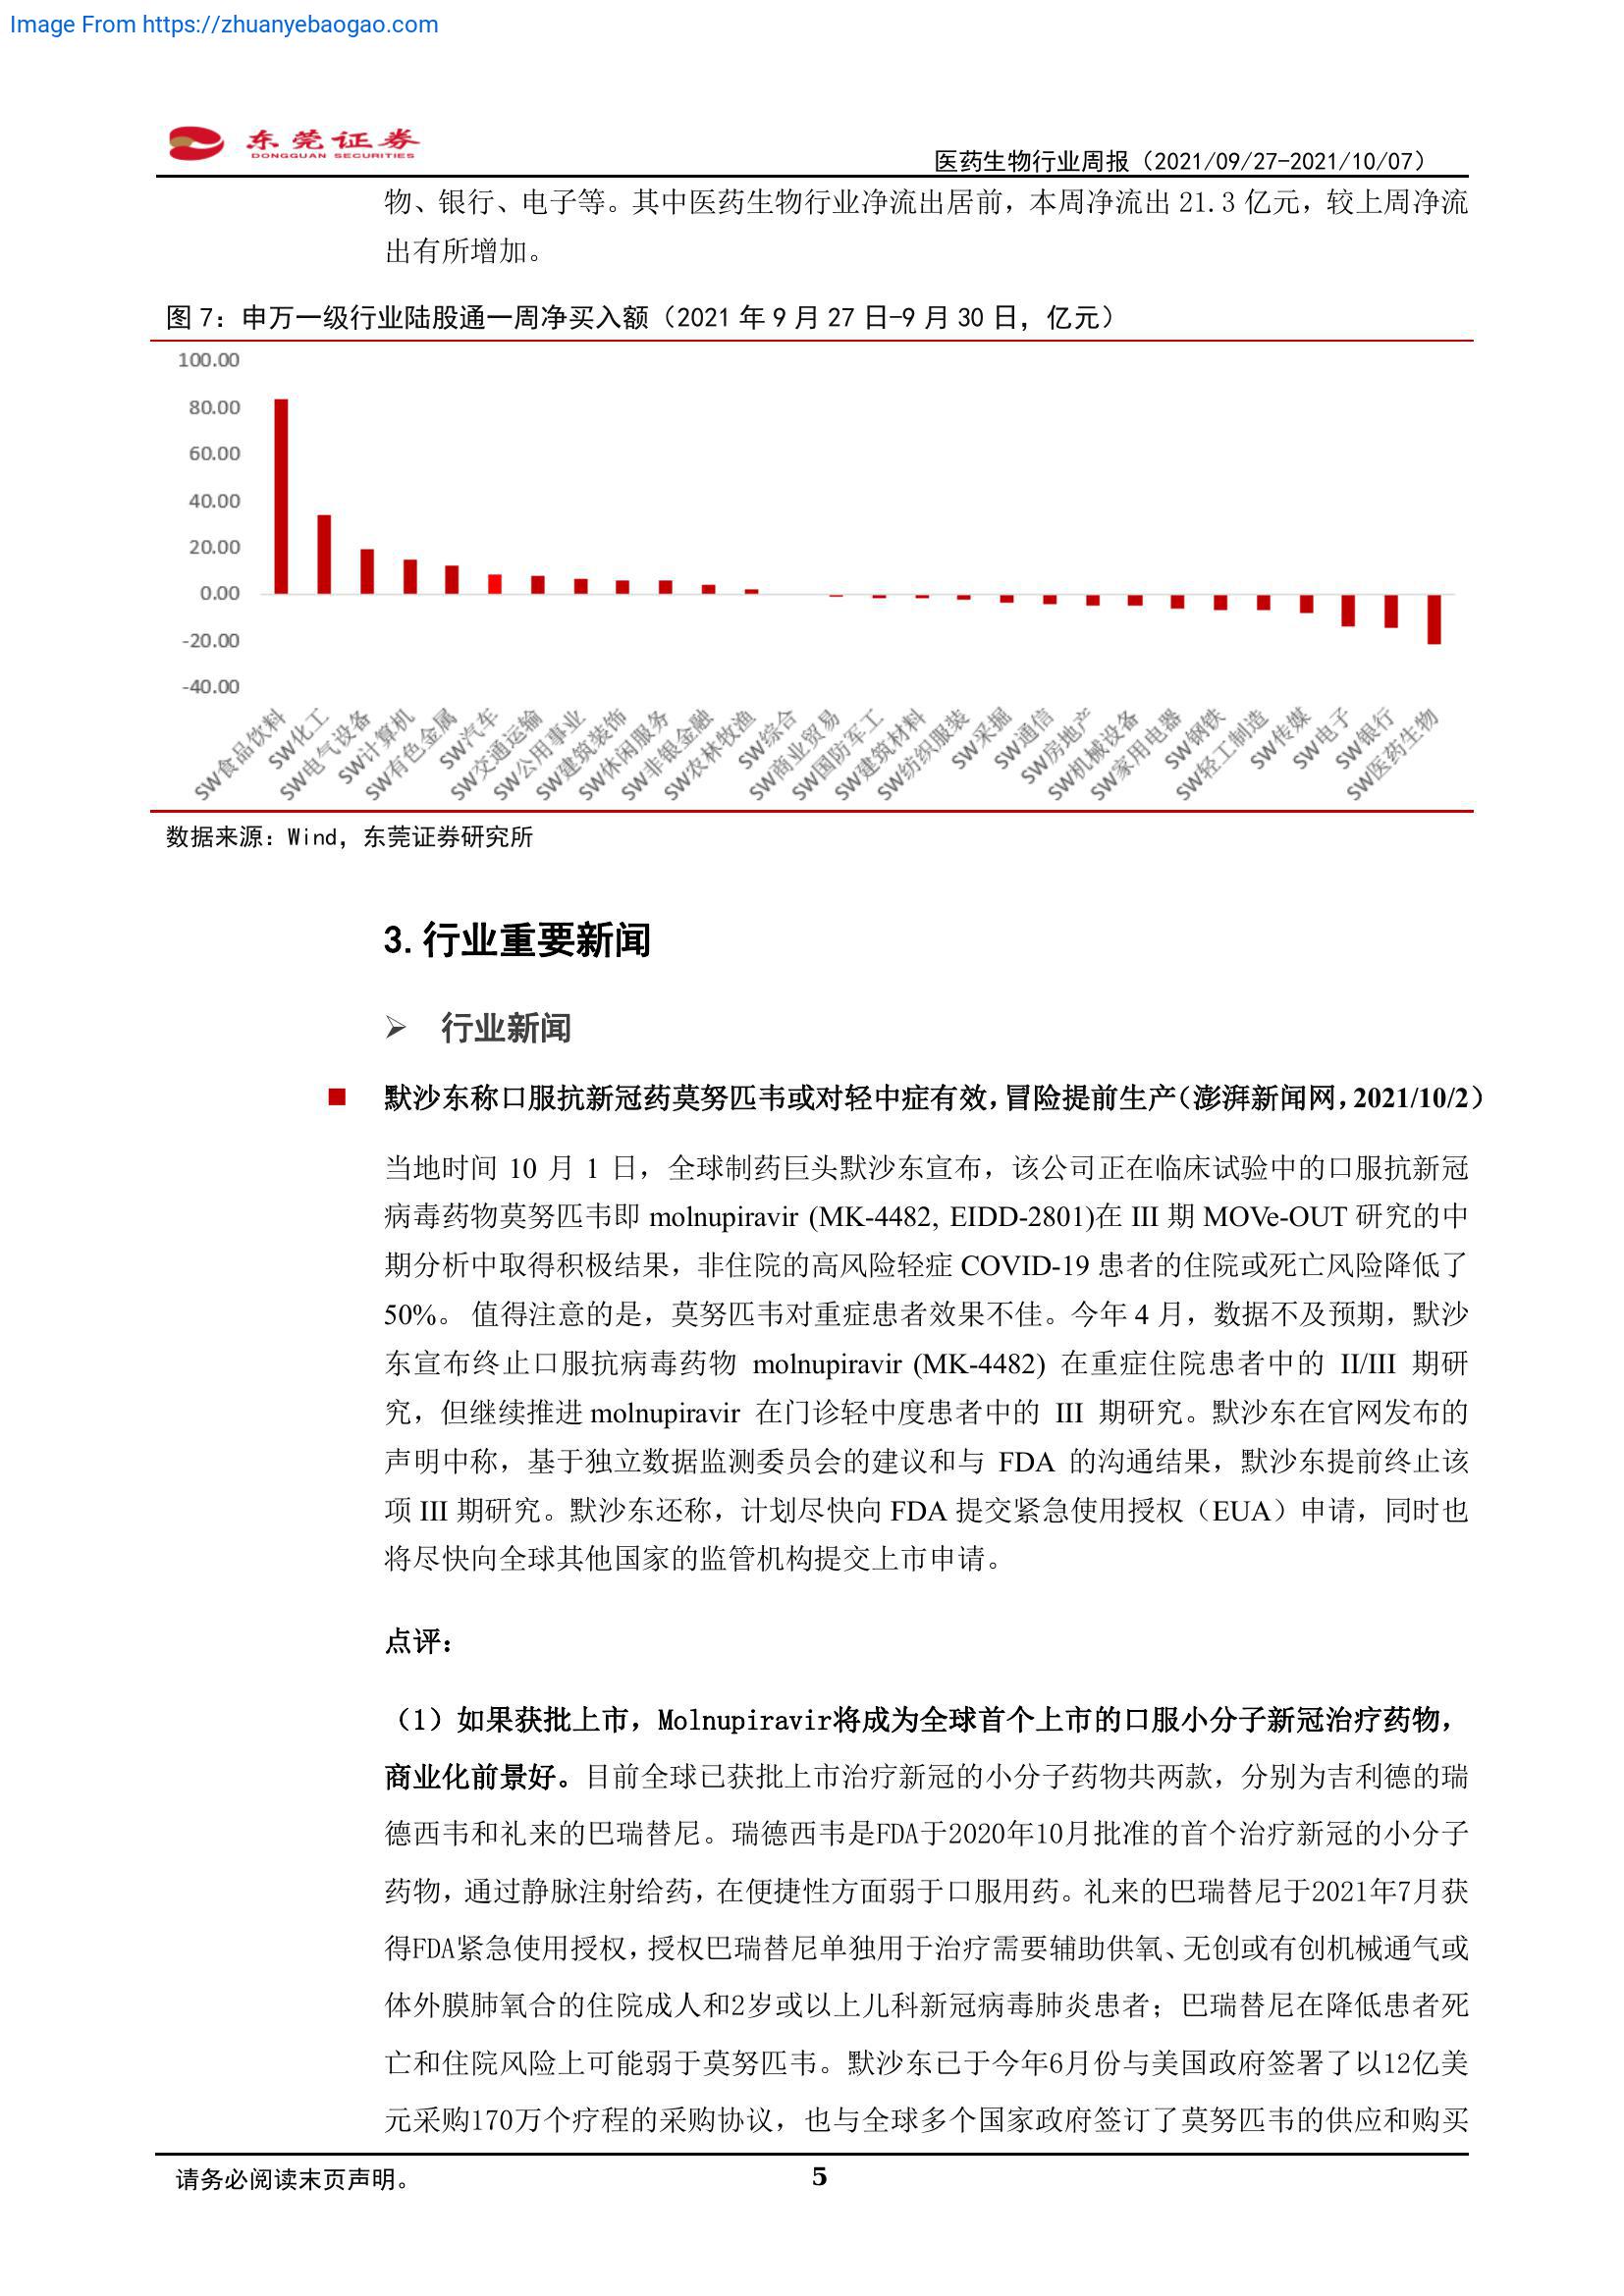 Image From https://zhuanyebaogao.com
东莞证券
DONGGUAN SECURITIES
医药生物行业周报（2021/09/27-2021/10/07）
物、银行、电子等。其中医药生物行业净流出居前，本周净流出 21.3 亿元，较上周净流
出有所增加。
图 7：申万一级行业陆股通一周净买入额（2021 年 9 月 27 日-9 月 30 日，亿元）
100.00
80.00
60.00
40.00
20.00
0.00
-20.00
-40.00
SW食品饮料
SW化工
SW电气设备
SW计算机
SW有色金属
SW汽车
SW交通运输
SW公用事业
SW建筑装饰
SW休闲服务
SW非银金融
SW农林牧渔
SW综合
SW商业贸易
SW国防军工
SW建筑材料
SW纺织服装
SW采掘
SW通信
SW房地产
SW机械设备
SW家用电器
SW钢铁
SW轻工制造
SW传媒
SW电子
SW银行
SW医药生物
数据来源：Wind，东莞证券研究所
3.行业重要新闻
➢ 行业新闻
■ 默沙东称口服抗新冠药莫努匹韦或对轻中症有效，冒险提前生产（澎湃新闻网，2021/10/2）
当地时间 10 月 1 日，全球制药巨头默沙东宣布，该公司正在临床试验中的口服抗新冠
病毒药物莫努匹韦即 molnupiravir (MK-4482, EIDD-2801)在 III 期 MOVe-OUT 研究的中
期分析中取得积极结果，非住院的高风险轻症 COVID-19 患者的住院或死亡风险降低了
50%。 值得注意的是，莫努匹韦对重症患者效果不佳。今年 4 月，数据不及预期，默沙
东宣布终止口服抗病毒药物 molnupiravir (MK-4482) 在重症住院患者中的 II/III 期研
究，但继续推进 molnupiravir 在门诊轻中度患者中的 III 期研究。默沙东在官网发布的
声明中称，基于独立数据监测委员会的建议和与 FDA 的沟通结果，默沙东提前终止该
项 III 期研究。默沙东还称，计划尽快向 FDA 提交紧急使用授权（EUA）申请，同时也
将尽快向全球其他国家的监管机构提交上市申请。
点评：
（1）如果获批上市，Molnupiravir将成为全球首个上市的口服小分子新冠治疗药物，
商业化前景好。目前全球已获批上市治疗新冠的小分子药物共两款，分别为吉利德的瑞
德西韦和礼来的巴瑞替尼。瑞德西韦是FDA于2020年10月批准的首个治疗新冠的小分子
药物，通过静脉注射给药，在便捷性方面弱于口服用药。礼来的巴瑞替尼于2021年7月获
得FDA紧急使用授权，授权巴瑞替尼单独用于治疗需要辅助供氧、无创或有创机械通气或
体外膜肺氧合的住院成人和2岁或以上儿科新冠病毒肺炎患者；巴瑞替尼在降低患者死
亡和住院风险上可能弱于莫努匹韦。默沙东已于今年6月份与美国政府签署了以12亿美
元采购170万个疗程的采购协议，也与全球多个国家政府签订了莫努匹韦的供应和购买
请务必阅读末页声明。
5